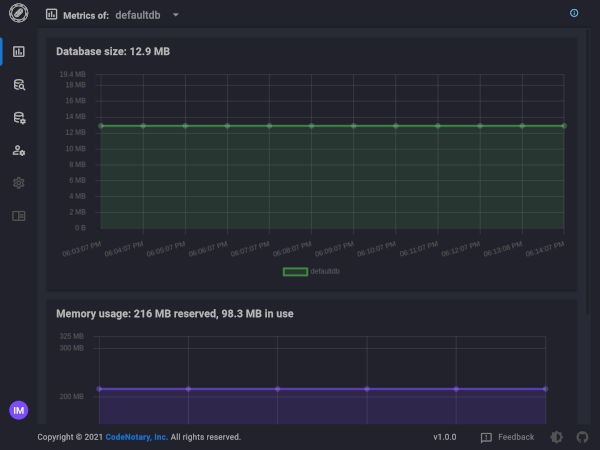 Metrics of: defaultdb
Database size: 12.9 MB
19.4 MB
18 MB
16 MB
14 MB
12 MB
10 MB
8 MB
6 MB
4 MB
2 MB
0 B
06:03:07 PM 06:04:07 PM 06:05:07 PM 06:06:07 PM 06:07:07 PM 06:08:07 PM 06:09:07 PM 06:10:07 PM 06:11:07 PM 06:12:07 PM 06:13:08 PM 06:14:07 PM
defaultdb
Memory usage: 216 MB reserved, 98.3 MB in use
325 MB
300 MB
200 MB
IM
Copyright © 2021 CodeNotary, Inc. All rights reserved. v1.0.0 Feedback